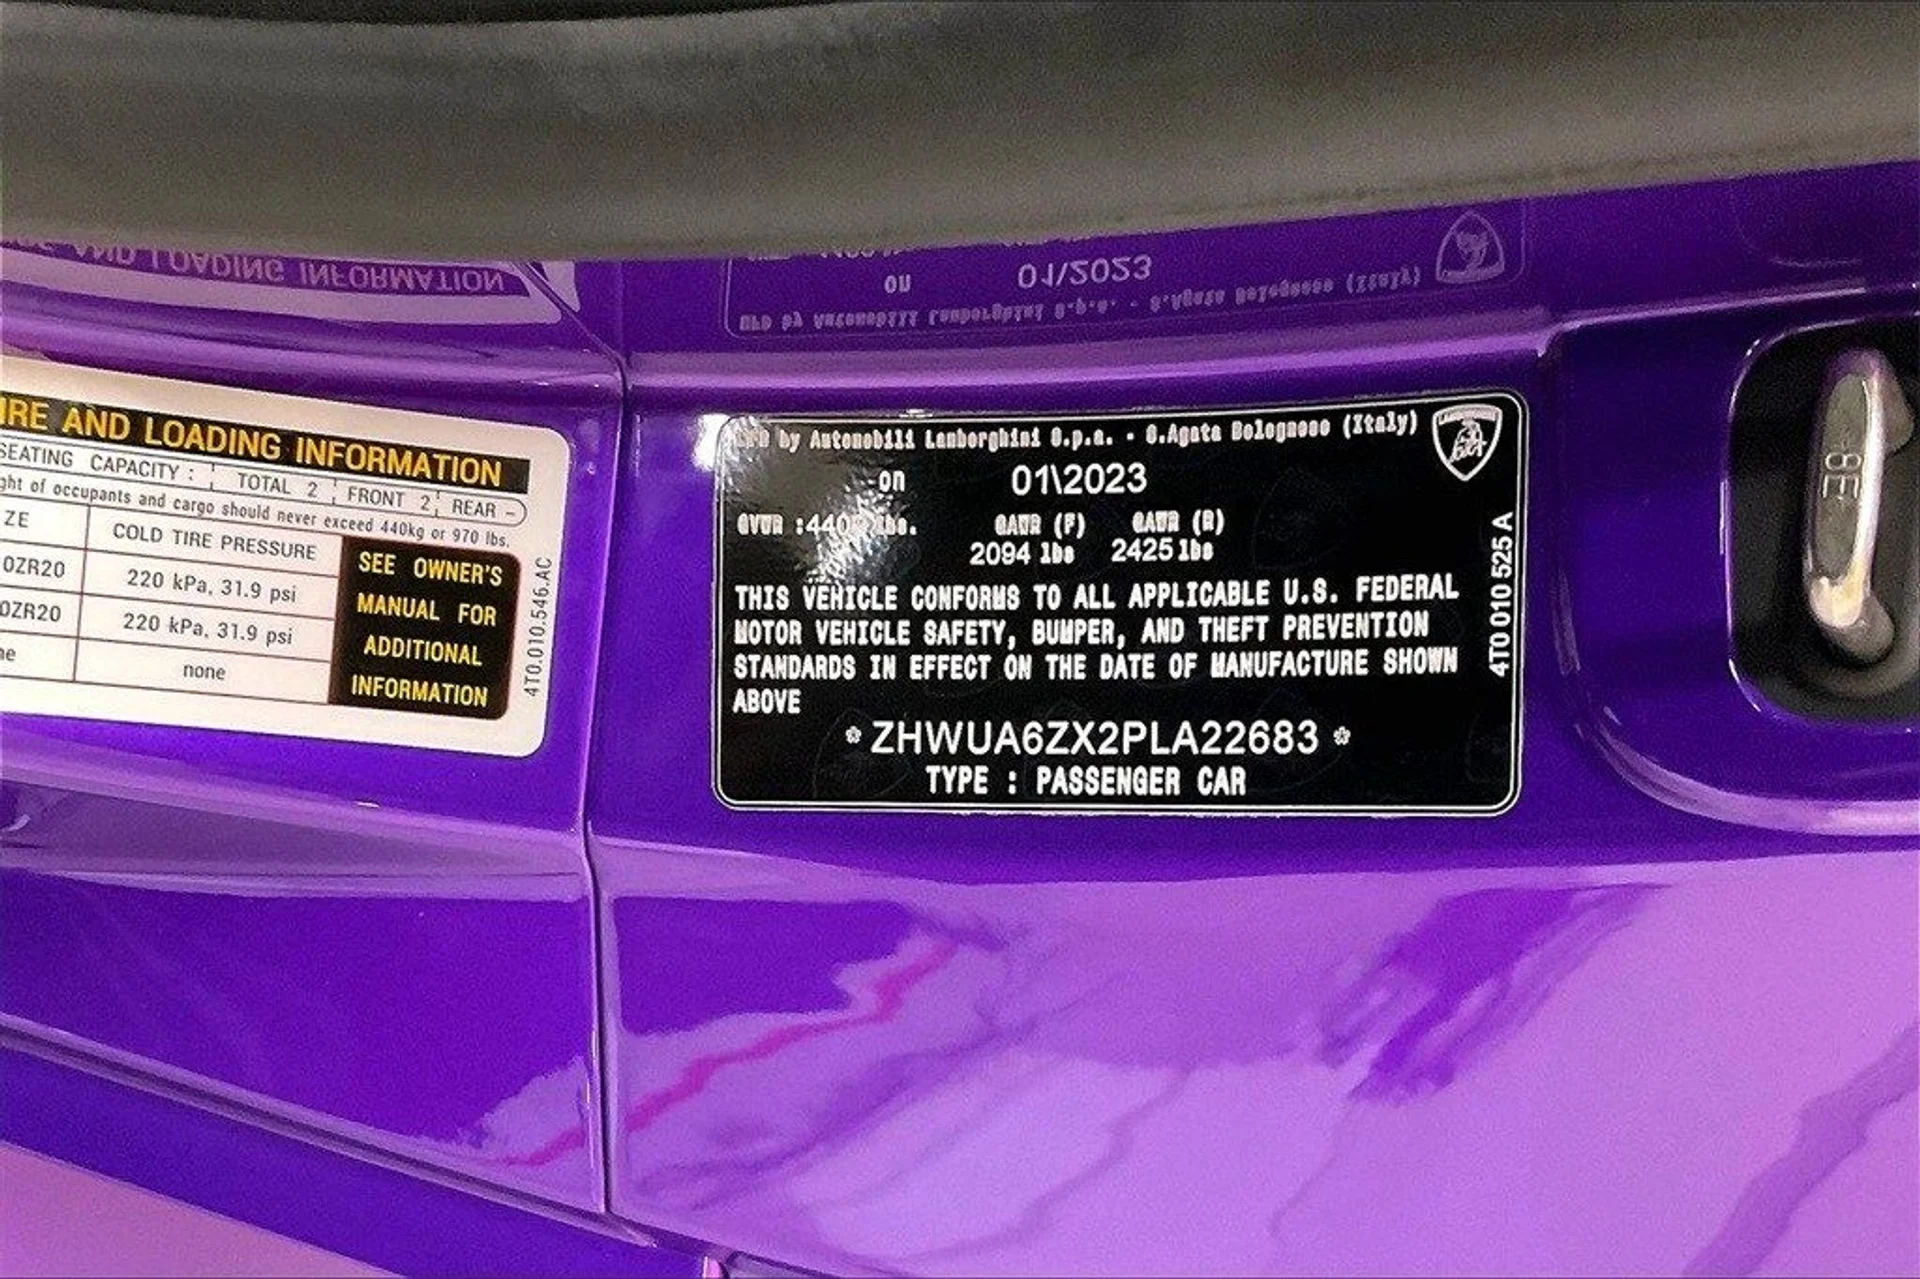 IRE AND LOADING INFORMATION
SEATING CAPACITY : TOTAL 2 FRONT 2 REAR –
ght of occupants and cargo should never exceed 440kg or 970 lbs.
ZE COLD TIRE PRESSURE
0ZR20 220 kPa, 31.9 psi
0ZR20 220 kPa, 31.9 psi
ne none
SEE OWNER'S
MANUAL FOR
ADDITIONAL
INFORMATION
4T0.010.546.AC
by Automobili Lamborghini S.p.a. - S.Agata Bolognese (Italy)
on 01\2023
GVWR : lbs. GAWR (F) GAWR (R)
2094 lbs 2425 lbs
THIS VEHICLE CONFORMS TO ALL APPLICABLE U.S. FEDERAL
MOTOR VEHICLE SAFETY, BUMPER, AND THEFT PREVENTION
STANDARDS IN EFFECT ON THE DATE OF MANUFACTURE SHOWN
ABOVE
* ZHWUA6ZX2PLA22683 *
TYPE : PASSENGER CAR
4T0 010 525 A
LAMBORGHINI